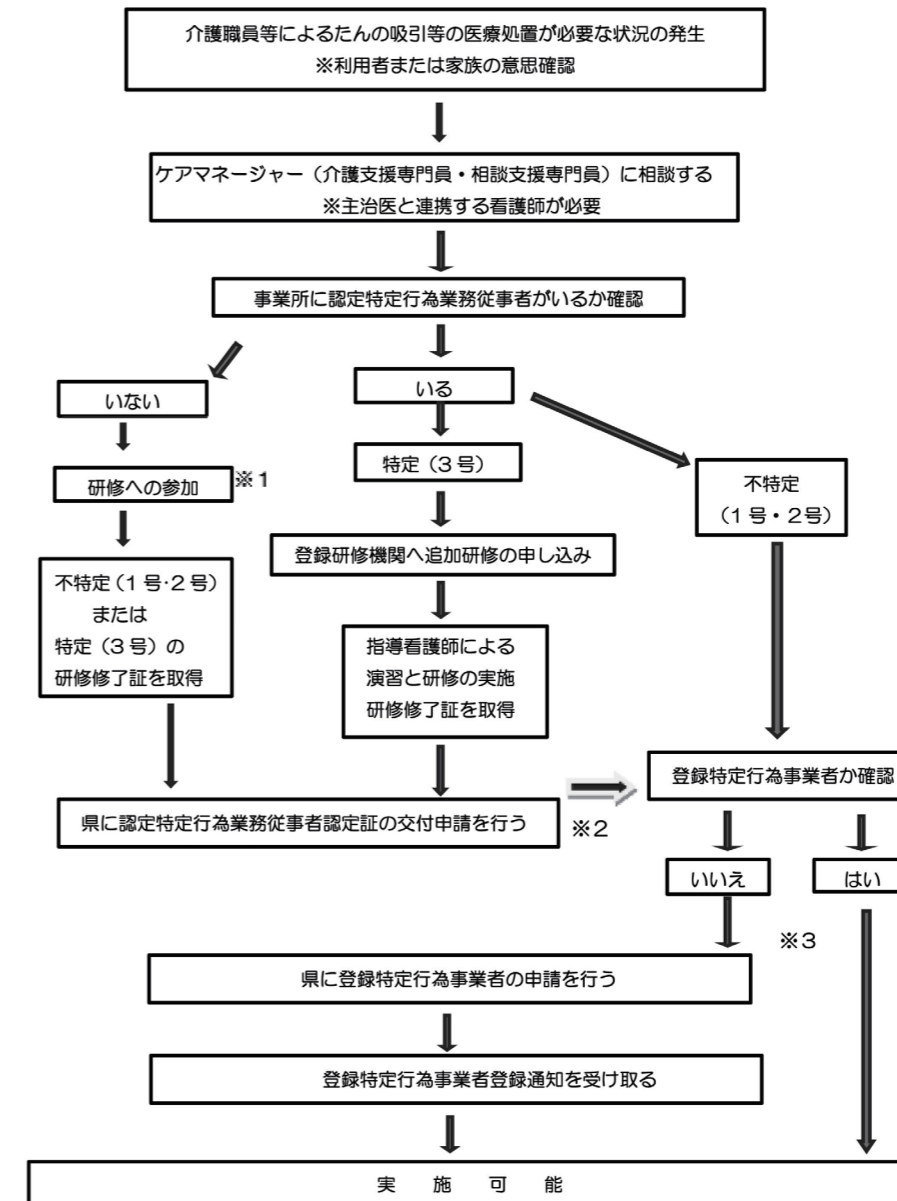 介護職員等によるたんの吸引等の医療処置が必要な状況の発生
※利用者または家族の意思確認
ケアマネージャー（介護支援専門員・相談支援専門員）に相談する
※主治医と連携する看護師が必要
事業所に認定特定行為業務従事者がいるか確認
いない
いる
研修への参加
※1
特定（３号）
不特定
（１号・２号）
登録研修機関へ追加研修の申し込み
不特定（１号･２号）
または
特定（３号）の
研修修了証を取得
指導看護師による
演習と研修の実施
研修修了証を取得
登録特定行為事業者か確認
県に認定特定行為業務従事者認定証の交付申請を行う
※2
いいえ
はい
※3
県に登録特定行為事業者の申請を行う
登録特定行為事業者登録通知を受け取る
実　施　可　能